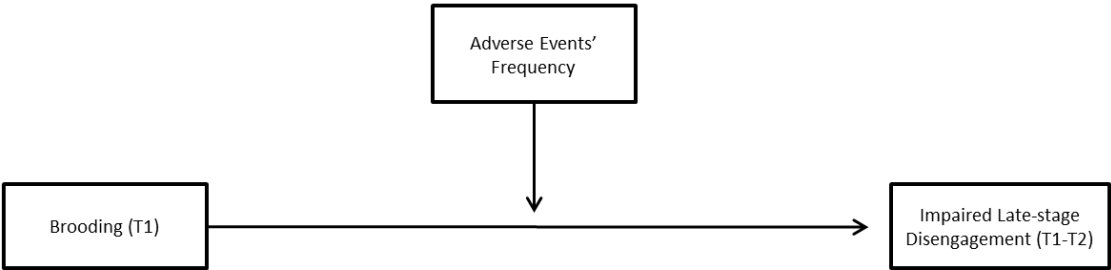 Adverse Events’
Frequency
Brooding (T1)
Impaired Late-stage
Disengagement (T1-T2)